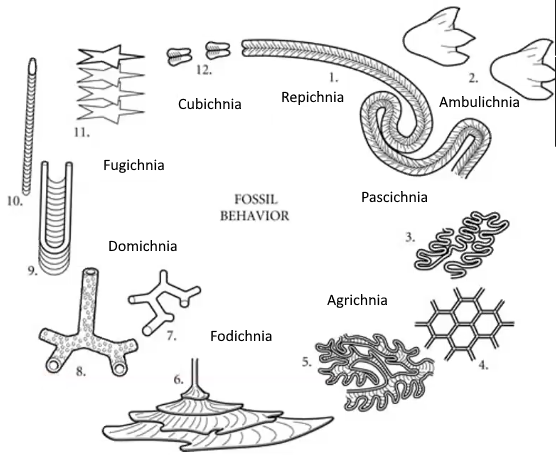 12.
1.
2.
Cubichnia
Repichnia
Ambulichnia
11.
Fugichnia
10.
Pascichnia
FOSSIL
BEHAVIOR
3.
Domichnia
9.
Agrichnia
7.
Fodichnia
4.
8.
5.
6.